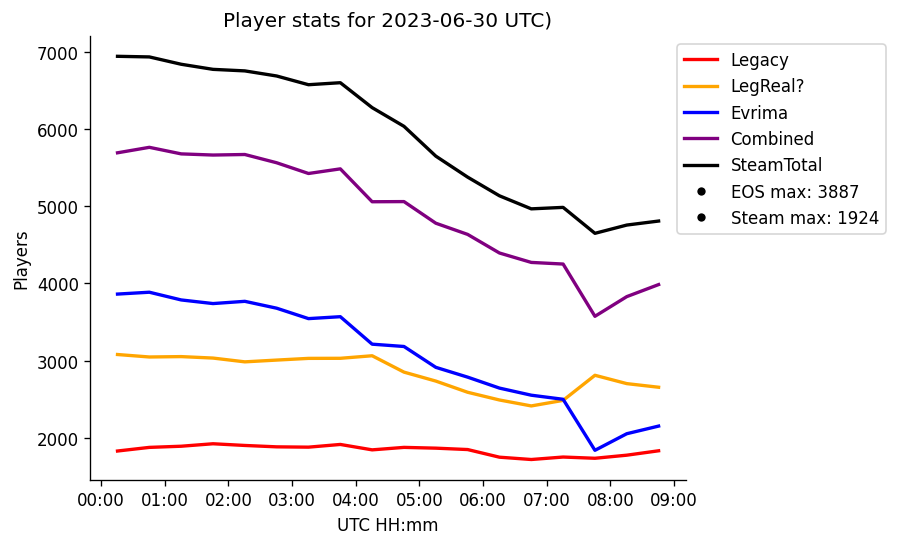 Player stats for 2023-06-30 UTC)
7000
6000
5000
4000
3000
2000
Players
00:00 01:00 02:00 03:00 04:00 05:00 06:00 07:00 08:00 09:00
UTC HH:mm
Legacy
LegReal?
Evrima
Combined
SteamTotal
EOS max: 3887
Steam max: 1924